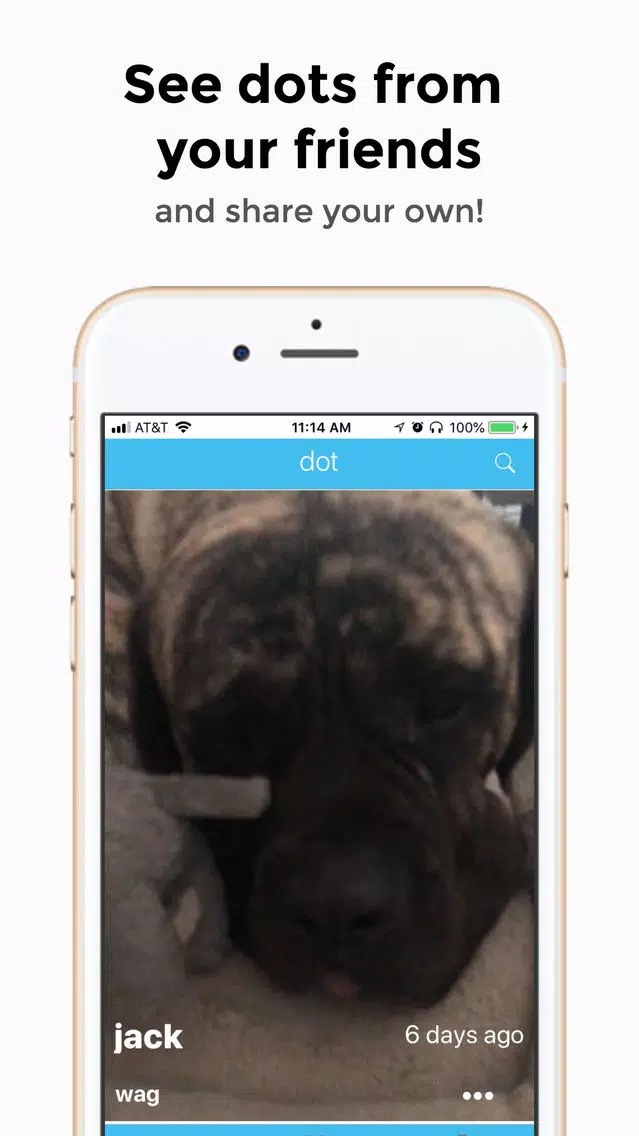 See dots from
your friends
and share your own!
AT&T 11:14 AM 100%
dot
jack 6 days ago
wag